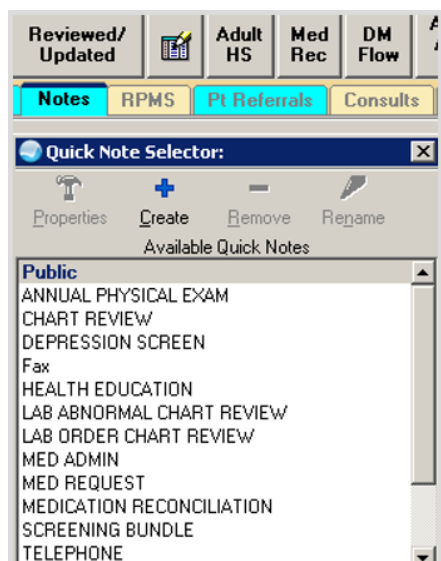 Reviewed/ Updated
Adult HS
Med Rec
DM Flow
Notes RPMS Pt Referrals Consults
Quick Note Selector:
Properties Create Remove Rename
Available Quick Notes
Public
ANNUAL PHYSICAL EXAM
CHART REVIEW
DEPRESSION SCREEN
Fax
HEALTH EDUCATION
LAB ABNORMAL CHART REVIEW
LAB ORDER CHART REVIEW
MED ADMIN
MED REQUEST
MEDICATION RECONCILIATION
SCREENING BUNDLE
TELEPHONE